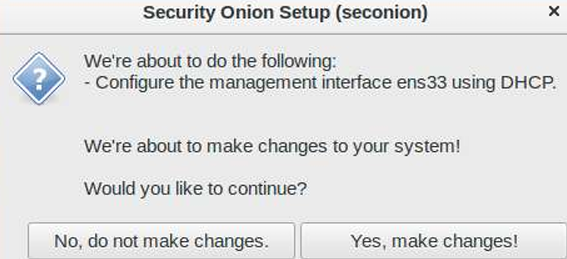 Security Onion Setup (seconion)
We're about to do the following:
- Configure the management interface ens33 using DHCP.
We're about to make changes to your system!
Would you like to continue?
No, do not make changes.
Yes, make changes!